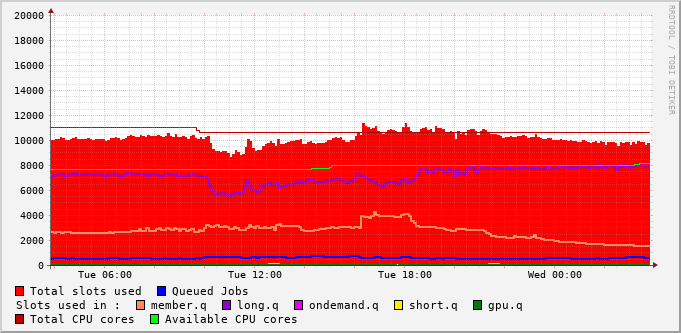 20000
18000
16000
14000
12000
10000
8000
6000
4000
2000
0
Tue 06:00 Tue 12:00 Tue 18:00 Wed 00:00
RRDTOOL / TOBI OETIKER
Total slots used Queued Jobs
Slots used in : member.q long.q ondemand.q short.q gpu.q
Total CPU cores Available CPU cores